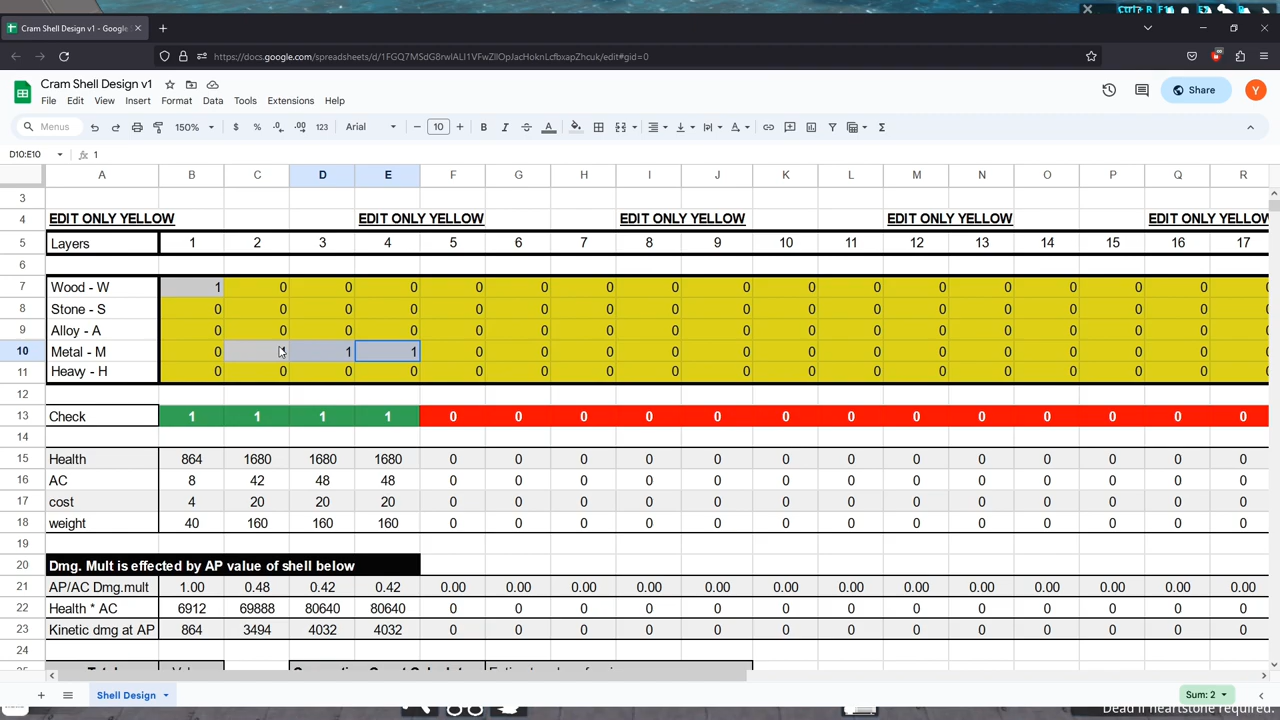 Cram Shell Design v1 - Google S
https://docs.google.com/spreadsheets/d/1FGQ7MSdG8rwlALI1VFwZllOpJacHoknLcfbxapZhcuk/edit#gid=0
Cram Shell Design v1
File Edit View Insert Format Data Tools Extensions Help
Share
Y
Menus 150% $ % .0 .00 123 Arial 10 B I A
D10:E10 fx 1
A B C D E F G H I J K L M N O P Q R
3
4 EDIT ONLY YELLOW EDIT ONLY YELLOW EDIT ONLY YELLOW EDIT ONLY YELLOW EDIT ONLY YELLOW
5 Layers 1 2 3 4 5 6 7 8 9 10 11 12 13 14 15 16 17
6
7 Wood - W 1 0 0 0 0 0 0 0 0 0 0 0 0 0 0 0 0
8 Stone - S 0 0 0 0 0 0 0 0 0 0 0 0 0 0 0 0 0
9 Alloy - A 0 0 0 0 0 0 0 0 0 0 0 0 0 0 0 0 0
10 Metal - M 0 1 1 0 0 0 0 0 0 0 0 0 0 0 0
11 Heavy - H 0 0 0 0 0 0 0 0 0 0 0 0 0 0 0 0 0
12
13 Check 1 1 1 1 0 0 0 0 0 0 0 0 0 0 0 0 0
14
15 Health 864 1680 1680 1680 0 0 0 0 0 0 0 0 0 0 0 0 0
16 AC 8 42 48 48 0 0 0 0 0 0 0 0 0 0 0 0 0
17 cost 4 20 20 20 0 0 0 0 0 0 0 0 0 0 0 0 0
18 weight 40 160 160 160 0 0 0 0 0 0 0 0 0 0 0 0 0
19
20 Dmg. Mult is effected by AP value of shell below
21 AP/AC Dmg.mult 1.00 0.48 0.42 0.42 0.00 0.00 0.00 0.00 0.00 0.00 0.00 0.00 0.00 0.00 0.00 0.00 0.00
22 Health * AC 6912 69888 80640 80640 0 0 0 0 0 0 0 0 0 0 0 0 0
23 Kinetic dmg at AP 864 3494 4032 4032 0 0 0 0 0 0 0 0 0 0 0 0 0
24
Shell Design
Sum: 2
Dead if heartstone required.